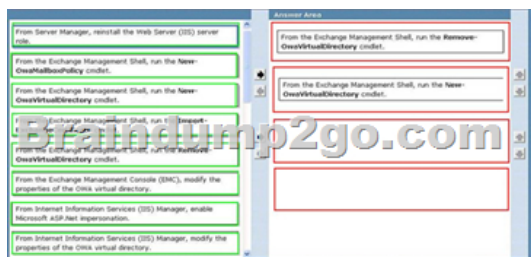 Answer Area
From Server Manager, reinstall the Web Server (IIS) server
role.
From the Exchange Management Shell, run the New-
OwaMailboxPolicy cmdlet.
From the Exchange Management Shell, run the New-
OwaVirtualDirectory cmdlet.
From the Exchange Management Shell, run the Import-
From the Exchange Management Shell, run the Remove-
OwaVirtualDirectory cmdlet.
From the Exchange Management Console (EMC), modify the
properties of the OWA virtual directory.
From Internet Information Services (IIS) Manager, enable
Microsoft ASP.Net impersonation.
From Internet Information Services (IIS) Manager, modify the
properties of the OWA virtual directory.
From the Exchange Management Shell, run the Remove-
OwaVirtualDirectory cmdlet.
From the Exchange Management Shell, run the New-
OwaVirtualDirectory cmdlet.
Braindump2go.com